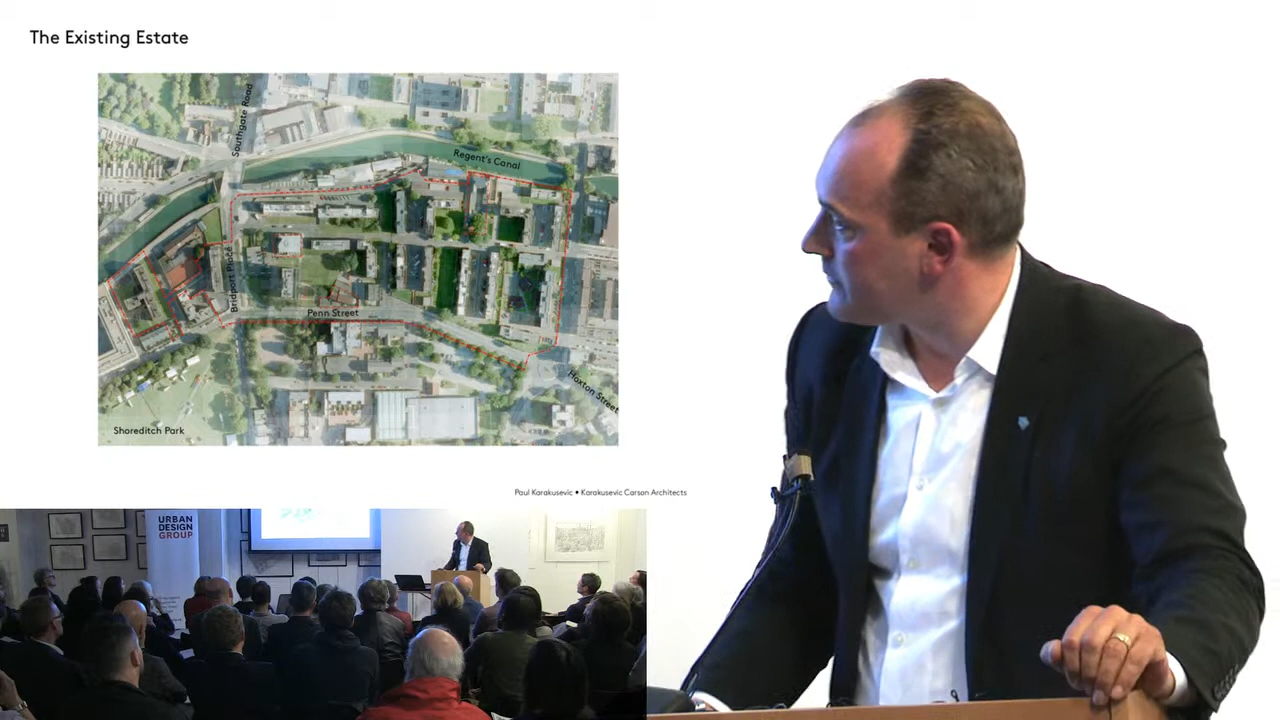 The Existing Estate
Southgate Road
Regent's Canal
Bridport Place
Penn Street
Hoxton Street
Shoreditch Park
Paul Karakusevic • Karakusevic Carson Architects
URBAN
DESIGN
GROUP